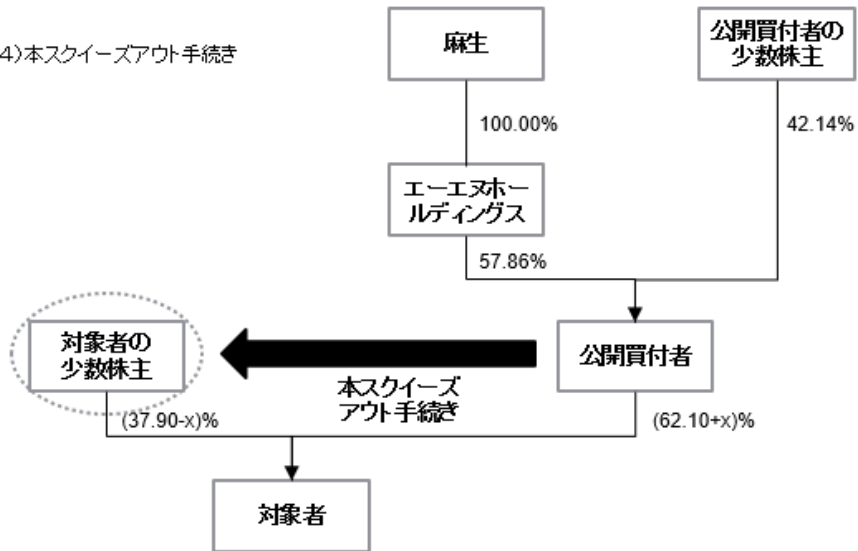 4)本スクイーズアウト手続き
麻生
公開買付者の
少数株主
100.00%
42.14%
エーエヌホー
ルディングス
57.86%
対象者の
少数株主
公開買付者
本スクイーズ
アウト手続き
(37.90-x)%
(62.10+x)%
対象者